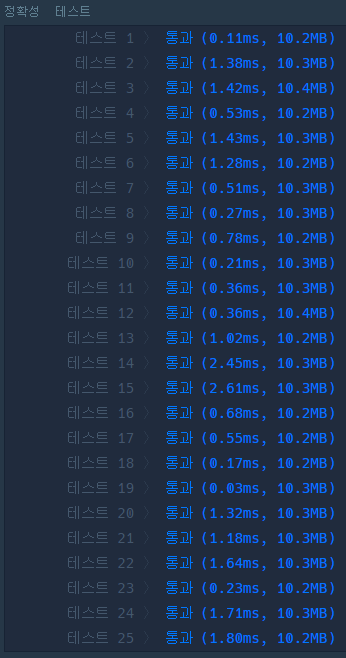 정확성 테스트
테스트 1 〉 통과 (0.11ms, 10.2MB)
테스트 2 〉 통과 (1.38ms, 10.3MB)
테스트 3 〉 통과 (1.42ms, 10.4MB)
테스트 4 〉 통과 (0.53ms, 10.2MB)
테스트 5 〉 통과 (1.43ms, 10.3MB)
테스트 6 〉 통과 (1.28ms, 10.2MB)
테스트 7 〉 통과 (0.51ms, 10.3MB)
테스트 8 〉 통과 (0.27ms, 10.3MB)
테스트 9 〉 통과 (0.78ms, 10.2MB)
테스트 10 〉 통과 (0.21ms, 10.3MB)
테스트 11 〉 통과 (0.36ms, 10.3MB)
테스트 12 〉 통과 (0.36ms, 10.4MB)
테스트 13 〉 통과 (1.02ms, 10.2MB)
테스트 14 〉 통과 (2.45ms, 10.3MB)
테스트 15 〉 통과 (2.61ms, 10.3MB)
테스트 16 〉 통과 (0.68ms, 10.2MB)
테스트 17 〉 통과 (0.55ms, 10.2MB)
테스트 18 〉 통과 (0.17ms, 10.2MB)
테스트 19 〉 통과 (0.03ms, 10.3MB)
테스트 20 〉 통과 (1.32ms, 10.3MB)
테스트 21 〉 통과 (1.18ms, 10.3MB)
테스트 22 〉 통과 (1.64ms, 10.3MB)
테스트 23 〉 통과 (0.23ms, 10.2MB)
테스트 24 〉 통과 (1.71ms, 10.3MB)
테스트 25 〉 통과 (1.80ms, 10.2MB)